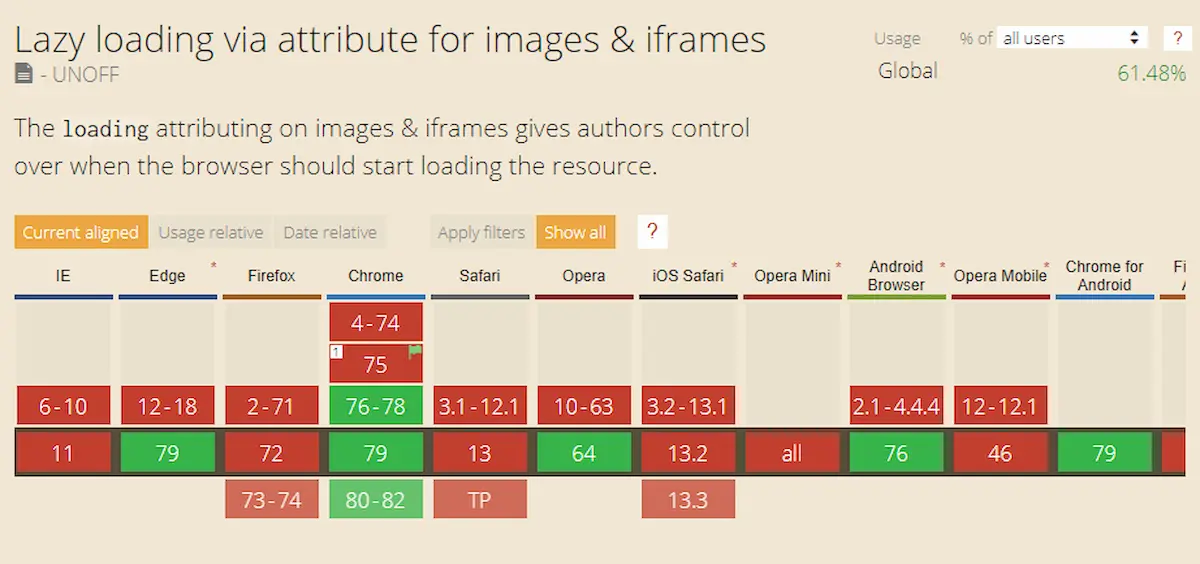 Lazy loading via attribute for images & iframes
- UNOFF
Usage % of all users ?
Global 61.48%
The loading attributing on images & iframes gives authors control
over when the browser should start loading the resource.
Current aligned Usage relative Date relative Apply filters Show all ?
IE Edge * Firefox Chrome Safari Opera iOS Safari * Opera Mini * Android Browser * Opera Mobile * Chrome for Android
4-74
1 75
6-10 12-18 2-71 76-78 3.1-12.1 10-63 3.2-13.1 2.1-4.4.4 12-12.1
11 79 72 79 13 64 13.2 all 76 46 79
73-74 80-82 TP 13.3